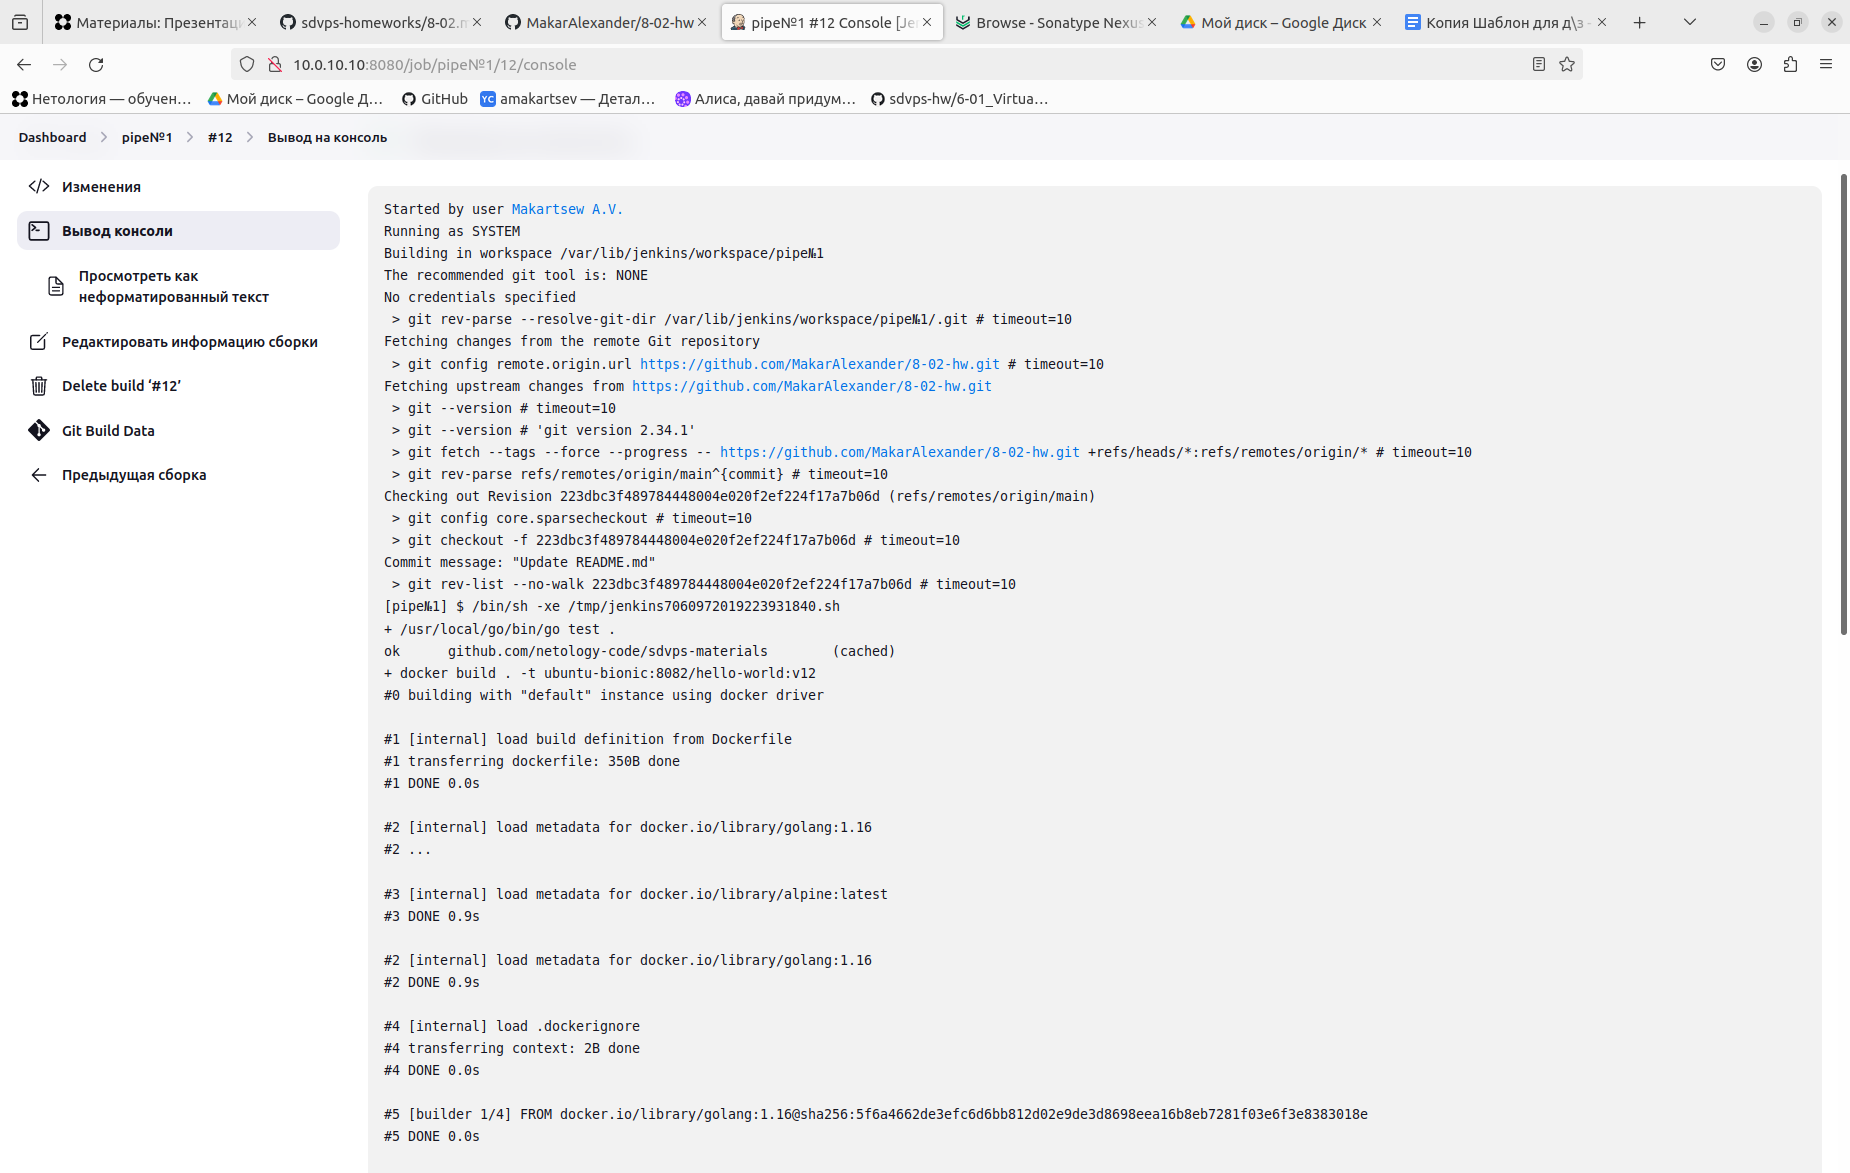 Материалы: Презентаци
sdvps-homeworks/8-02.m
MakarAlexander/8-02-hw
pipe№1 #12 Console [Je
Browse - Sonatype Nexus
Мой диск – Google Диск
Копия Шаблон для д\з -
10.0.10.10:8080/job/pipe№1/12/console
Нетология — обучен…
Мой диск – Google Д…
GitHub
YC amakartsev — Детал…
Алиса, давай придум…
sdvps-hw/6-01_Virtua…
Dashboard
pipe№1
#12
Вывод на консоль
Изменения
Вывод консоли
Просмотреть как
неформатированный текст
Редактировать информацию сборки
Delete build ‘#12’
Git Build Data
Предыдущая сборка
Started by user Makartsew A.V.
Running as SYSTEM
Building in workspace /var/lib/jenkins/workspace/pipe№1
The recommended git tool is: NONE
No credentials specified
> git rev-parse --resolve-git-dir /var/lib/jenkins/workspace/pipe№1/.git # timeout=10
Fetching changes from the remote Git repository
> git config remote.origin.url https://github.com/MakarAlexander/8-02-hw.git # timeout=10
Fetching upstream changes from https://github.com/MakarAlexander/8-02-hw.git
> git --version # timeout=10
> git --version # 'git version 2.34.1'
> git fetch --tags --force --progress -- https://github.com/MakarAlexander/8-02-hw.git +refs/heads/*:refs/remotes/origin/* # timeout=10
> git rev-parse refs/remotes/origin/main^{commit} # timeout=10
Checking out Revision 223dbc3f489784448004e020f2ef224f17a7b06d (refs/remotes/origin/main)
> git config core.sparsecheckout # timeout=10
> git checkout -f 223dbc3f489784448004e020f2ef224f17a7b06d # timeout=10
Commit message: "Update README.md"
> git rev-list --no-walk 223dbc3f489784448004e020f2ef224f17a7b06d # timeout=10
[pipe№1] $ /bin/sh -xe /tmp/jenkins7060972019223931840.sh
+ /usr/local/go/bin/go test .
ok github.com/netology-code/sdvps-materials (cached)
+ docker build . -t ubuntu-bionic:8082/hello-world:v12
#0 building with "default" instance using docker driver
#1 [internal] load build definition from Dockerfile
#1 transferring dockerfile: 350B done
#1 DONE 0.0s
#2 [internal] load metadata for docker.io/library/golang:1.16
#2 ...
#3 [internal] load metadata for docker.io/library/alpine:latest
#3 DONE 0.9s
#2 [internal] load metadata for docker.io/library/golang:1.16
#2 DONE 0.9s
#4 [internal] load .dockerignore
#4 transferring context: 2B done
#4 DONE 0.0s
#5 [builder 1/4] FROM docker.io/library/golang:1.16@sha256:5f6a4662de3efc6d6bb812d02e9de3d8698eea16b8eb7281f03e6f3e8383018e
#5 DONE 0.0s